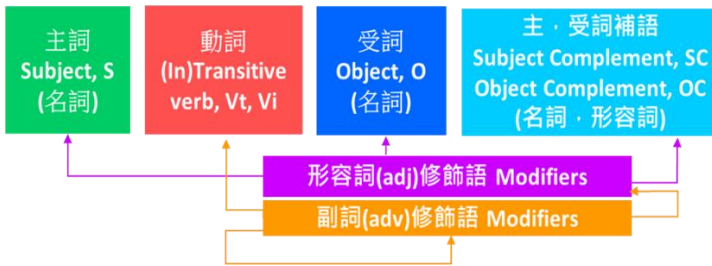 主詞
Subject, S
(名詞)
動詞
(In)Transitive
verb, Vt, Vi
受詞
Object, O
(名詞)
主，受詞補語
Subject Complement, SC
Object Complement, OC
(名詞，形容詞)
形容詞(adj)修飾語 Modifiers
副詞(adv)修飾語 Modifiers